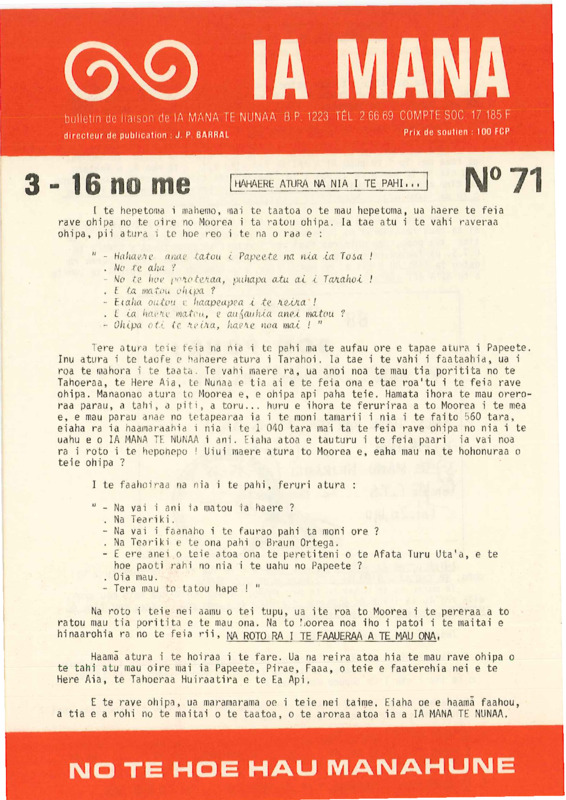 IA MANA
bulletin de liaison de IA MANA TE NUNAA B.P. 1223 TÉL. 2.66.69 COMPTE SOC 17 185 F
directeur de publication : J. P. BARRAL Prix de soutien : 100 FCP
3 - 16 no me
HAHAERE ATURA NA NIA I TE PAHI...
N° 71
I te hepetoma i mahemo, mai te taatoa o te mau hepetoma, ua haere te feia
rave ohipa no te oire no Moorea i ta ratou ohipa. Ia tae atu i te vahi raveraa
ohipa, pii atura i te hoe reo i te na o raa e :
" - Hahaere anae tatou i Papeete na nia ia Tosa !
. No te aha ?
- No te hoe poroteraa, puhapa atu ai i Tarahoi !
. E ta matou ohipa ?
- Eiaha outou e haapeapea i te reira !
. E ia haere matou, e aufauhia anei matou ?
- Ohipa oti te reira, haere noa mai ! "
Tere atura teie feia na nia i te pahi ma te aufau ore e tapae atura i Papeete.
Inu atura i te taofe e hahaere atura i Tarahoi. Ia tae i te vahi i faataahia, ua i
roa te mahora i te taata. Te vahi maere ra, ua anoi noa te mau tia poritita no te
Tahoeraa, te Here Aia, te Nunaa e tia ai e te feia ona e tae roa'tu i te feia rave
ohipa. Manaonao atura to Moorea e, e ohipa api paha teie. Hamata ihora te mau orero-
raa parau, a tahi, a piti, a toru... huru e ihora te feruriraa a to Moorea i te mea
e, e mau parau anae no tetapearaa ia i te moni tamarii i nia i te faito 560 tara,
eiaha ra ia haamaraahia i nia i te 1 040 tara mai ta te feia rave ohipo no nia i te
uahu e o IA MANA TE NUNAA i ani. Eiaha atoa e tauturu i te feia paari ia vai noa
ra i roto i te heponepo ! Uiui maere atura to Moorea e, eaha mau na te hohonuraa o
teie ohipa ?
I te faahoiraa na nia i te pahi, feruri atura :
" - Na vai i ani ia matou ia haere ?
. Na Teariki.
- Na vai i faanaho i te faurao pahi ta moni ore ?
. Na Teariki e te ona pahi o Braun Ortega.
- E ere anei o teie atoa ona te peretiteni o te Afata Turu Uta'a, e te
hoe paoti rahi no nia i te uahu no Papeete ?
. Oia mau.
- Tera mau to tatou hape ! "
Na roto i teie nei aamu o tei tupu, ua ite roa to Moorea i te pereraa a to
ratou mau tia poritita e te mau ona. Na to Moorea noa iho i patoi i te maitai e
hinaarohia ra no te feia rii, NA ROTO RA I TE FAAUERAA A TE MAU ONA.
Haamā atura i te hoiraa i te fare. Ua na reira atoa hia te mau rave ohipa o
te tahi atu mau oire mai ia Papeete, Pirae, Faaa, o teie e faaterehia nei e te
Here Aia, te Tahoeraa Huiraatira e te Ea Api.
E te rave ohipa, ua maramarama oe i teie nei taime. Eiaha oe e haamā faahou,
a tia e a rohi no te maitai o te taatoa, o te aroraa atoa ia a IA MANA TE NUNAA.
NO TE HOE HAU MANAHUNE